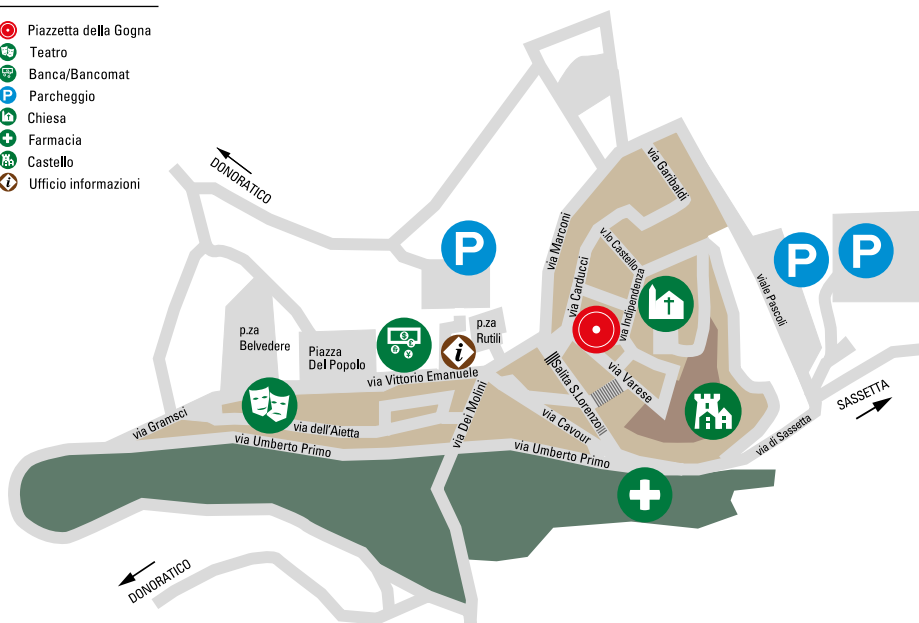 Piazzetta della Gogna
Teatro
Banca/Bancomat
P Parcheggio
Chiesa
Farmacia
Castello
i Ufficio informazioni
DONORATICO
via Garibaldi
via Marconi
v.lo Castello
P
P
P
via Carducci
via Indipendenza
viale Pascoli
p.za
Belvedere
Piazza
Del Popolo
p.za
Rutili
i
via Vittorio Emanuele
Salita S.Lorenzo
via Varese
SASSETTA
via Gramsci
via dell'Aietta
via Dei Molini
via Cavour
via di Sassetta
via Umberto Primo
via Umberto Primo
DONORATICO